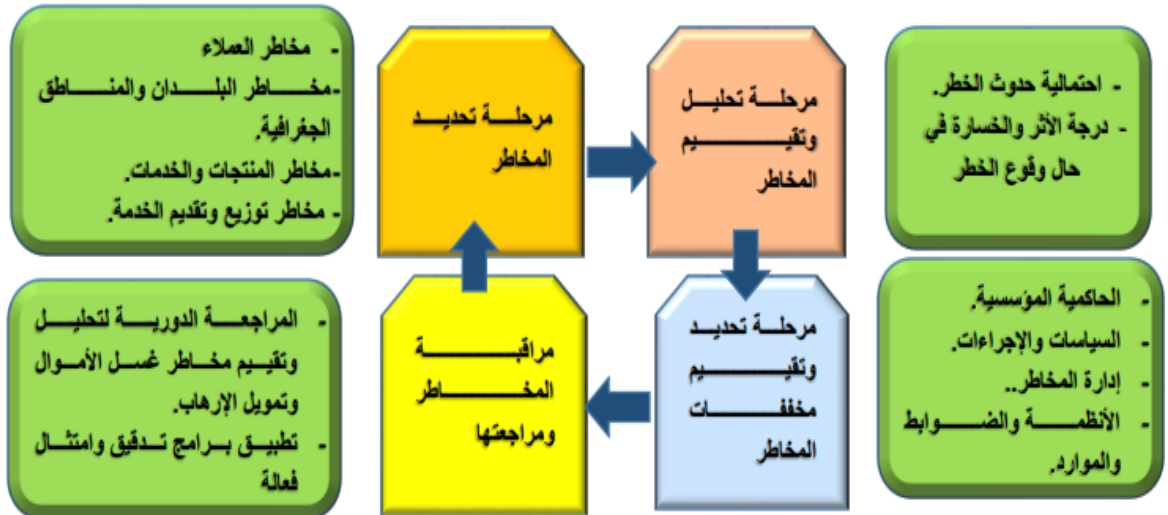 - مخاطر العملاء
-مخاطر البلدان والمناطق
الجغرافية.
-مخاطر المنتجات والخدمات.
- مخاطر توزيع وتقديم الخدمة.
مرحلة تحديد
المخاطر
مرحلة تحليل
وتقييم
المخاطر
- احتمالية حدوث الخطر.
- درجة الأثر والخسارة في
حال وقوع الخطر
- الحاكمية المؤسسية.
- السياسات والإجراءات.
- إدارة المخاطر..
- الأنظمة والضوابط
والموارد.
مرحلة تحديد
وتقييم
مخففات
المخاطر
مراقبة
المخاطر
ومراجعتها
- المراجعة الدورية لتحليل
وتقييم مخاطر غسل الأموال
وتمويل الإرهاب.
- تطبيق برامج تدقيق وامتثال
فعالة